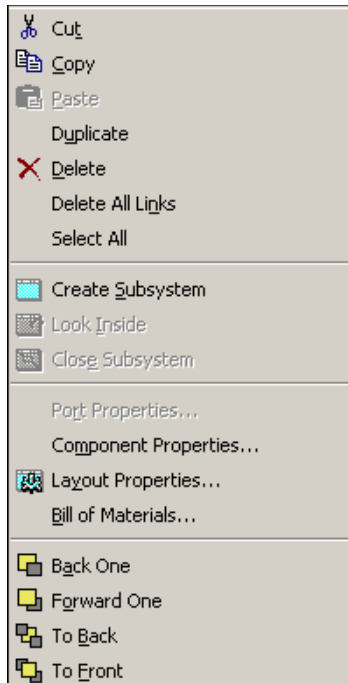 Cut
Copy
Paste
Duplicate
Delete
Delete All Links
Select All
Create Subsystem
Look Inside
Close Subsystem
Port Properties...
Component Properties...
Layout Properties...
Bill of Materials...
Back One
Forward One
To Back
To Front